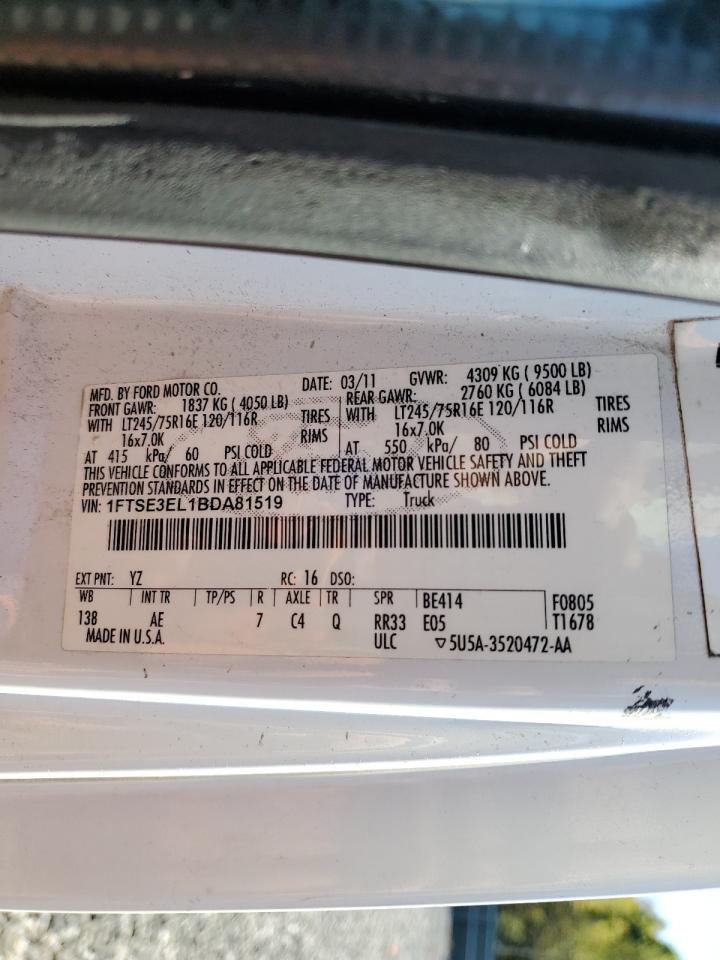 MFD. BY FORD MOTOR CO.
DATE: 03/11 GVWR: 4309 KG ( 9500 LB)
FRONT GAWR: 1837 KG ( 4050 LB) REAR GAWR: 2760 KG ( 6084 LB)
WITH LT245/75R16E 120/116R TIRES WITH LT245/75R16E 120/116R TIRES
16x7.0K RIMS 16x7.0K RIMS
AT 415 kPa/ 60 PSI COLD AT 550 kPa/ 80 PSI COLD
THIS VEHICLE CONFORMS TO ALL APPLICABLE FEDERAL MOTOR VEHICLE SAFETY AND THEFT
PREVENTION STANDARDS IN EFFECT ON THE DATE OF MANUFACTURE SHOWN ABOVE.
VIN: 1FTSE3EL1BDA81519 TYPE: Truck
EXT PNT: YZ RC: 16 DSO:
WB INT TR TP/PS R AXLE TR SPR BE414 F0805
138 AE 7 C4 Q RR33 E05 T1678
MADE IN U.S.A. ULC ▽5U5A-3520472-AA